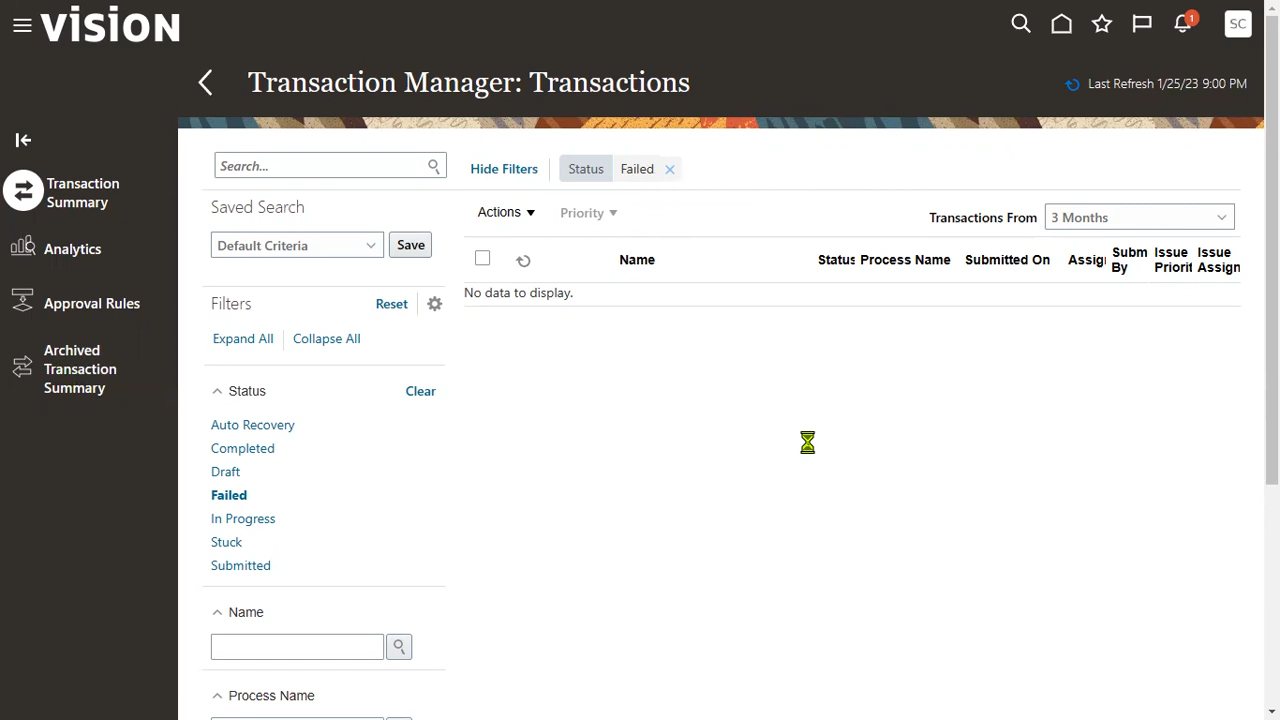 vision
1
SC
Transaction Manager: Transactions
Last Refresh 1/25/23 9:00 PM
Transaction
Summary
Analytics
Approval Rules
Archived
Transaction
Summary
Search...
Saved Search
Default Criteria
Save
Filters
Reset
Expand All
Collapse All
Status
Clear
Auto Recovery
Completed
Draft
Failed
In Progress
Stuck
Submitted
Name
Process Name
Hide Filters
Status
Failed
Actions
Priority
Transactions From
3 Months
Name
Status
Process Name
Submitted On
Assig
Subm
By
Issue
Priorit
Issue
Assign
No data to display.